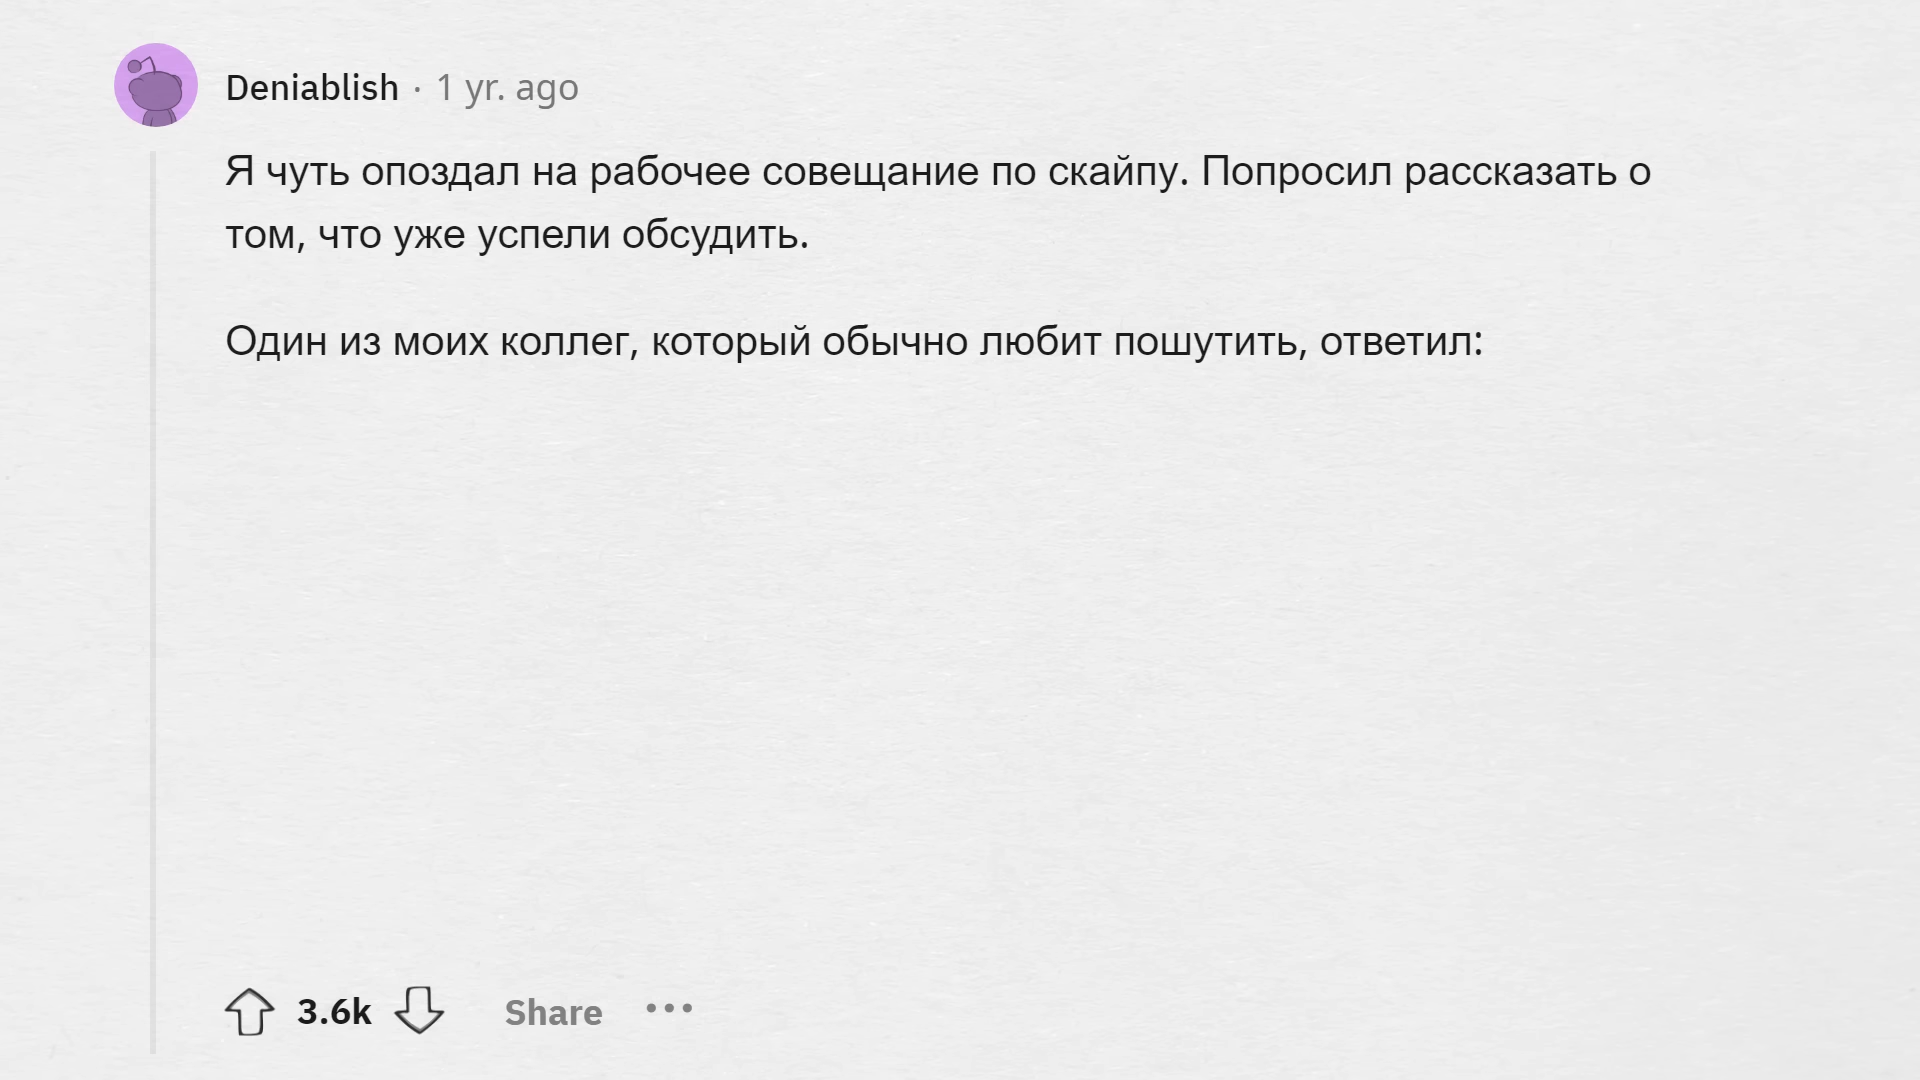 Deniablish · 1 yr. ago
Я чуть опоздал на рабочее совещание по скайпу. Попросил рассказать о
том, что уже успели обсудить.
Один из моих коллег, который обычно любит пошутить, ответил:
3.6k Share •••